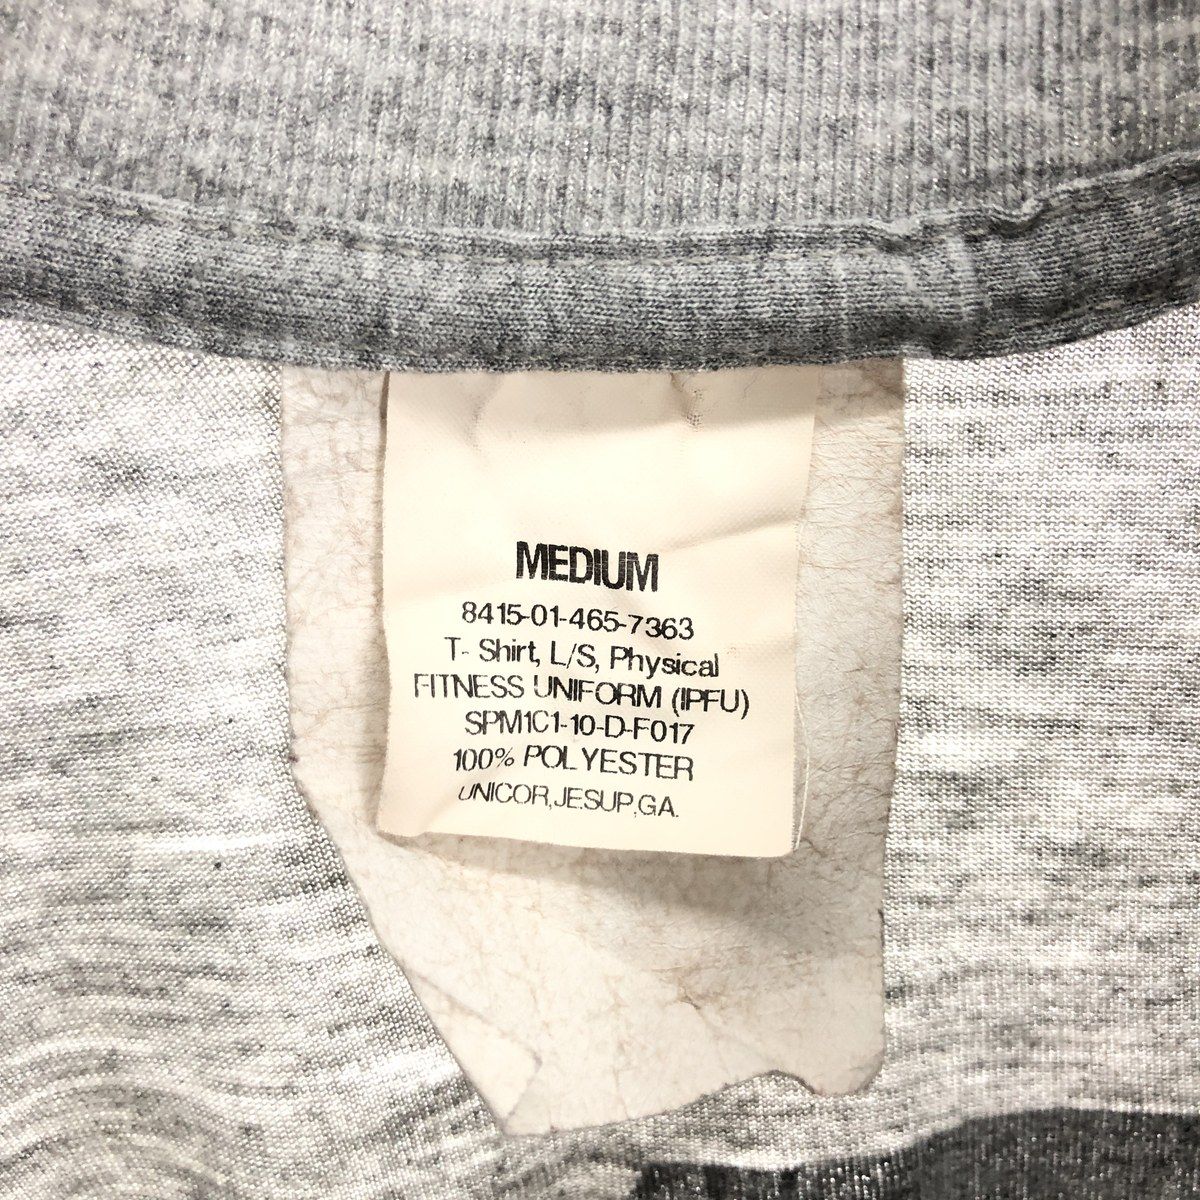 MEDIUM
8415-01-465-7363
T- Shirt, L/S, Physical
FITNESS UNIFORM (IPFU)
SPM1C1-10-D-F017
100% POLYESTER
UNICOR,JESUP,GA.